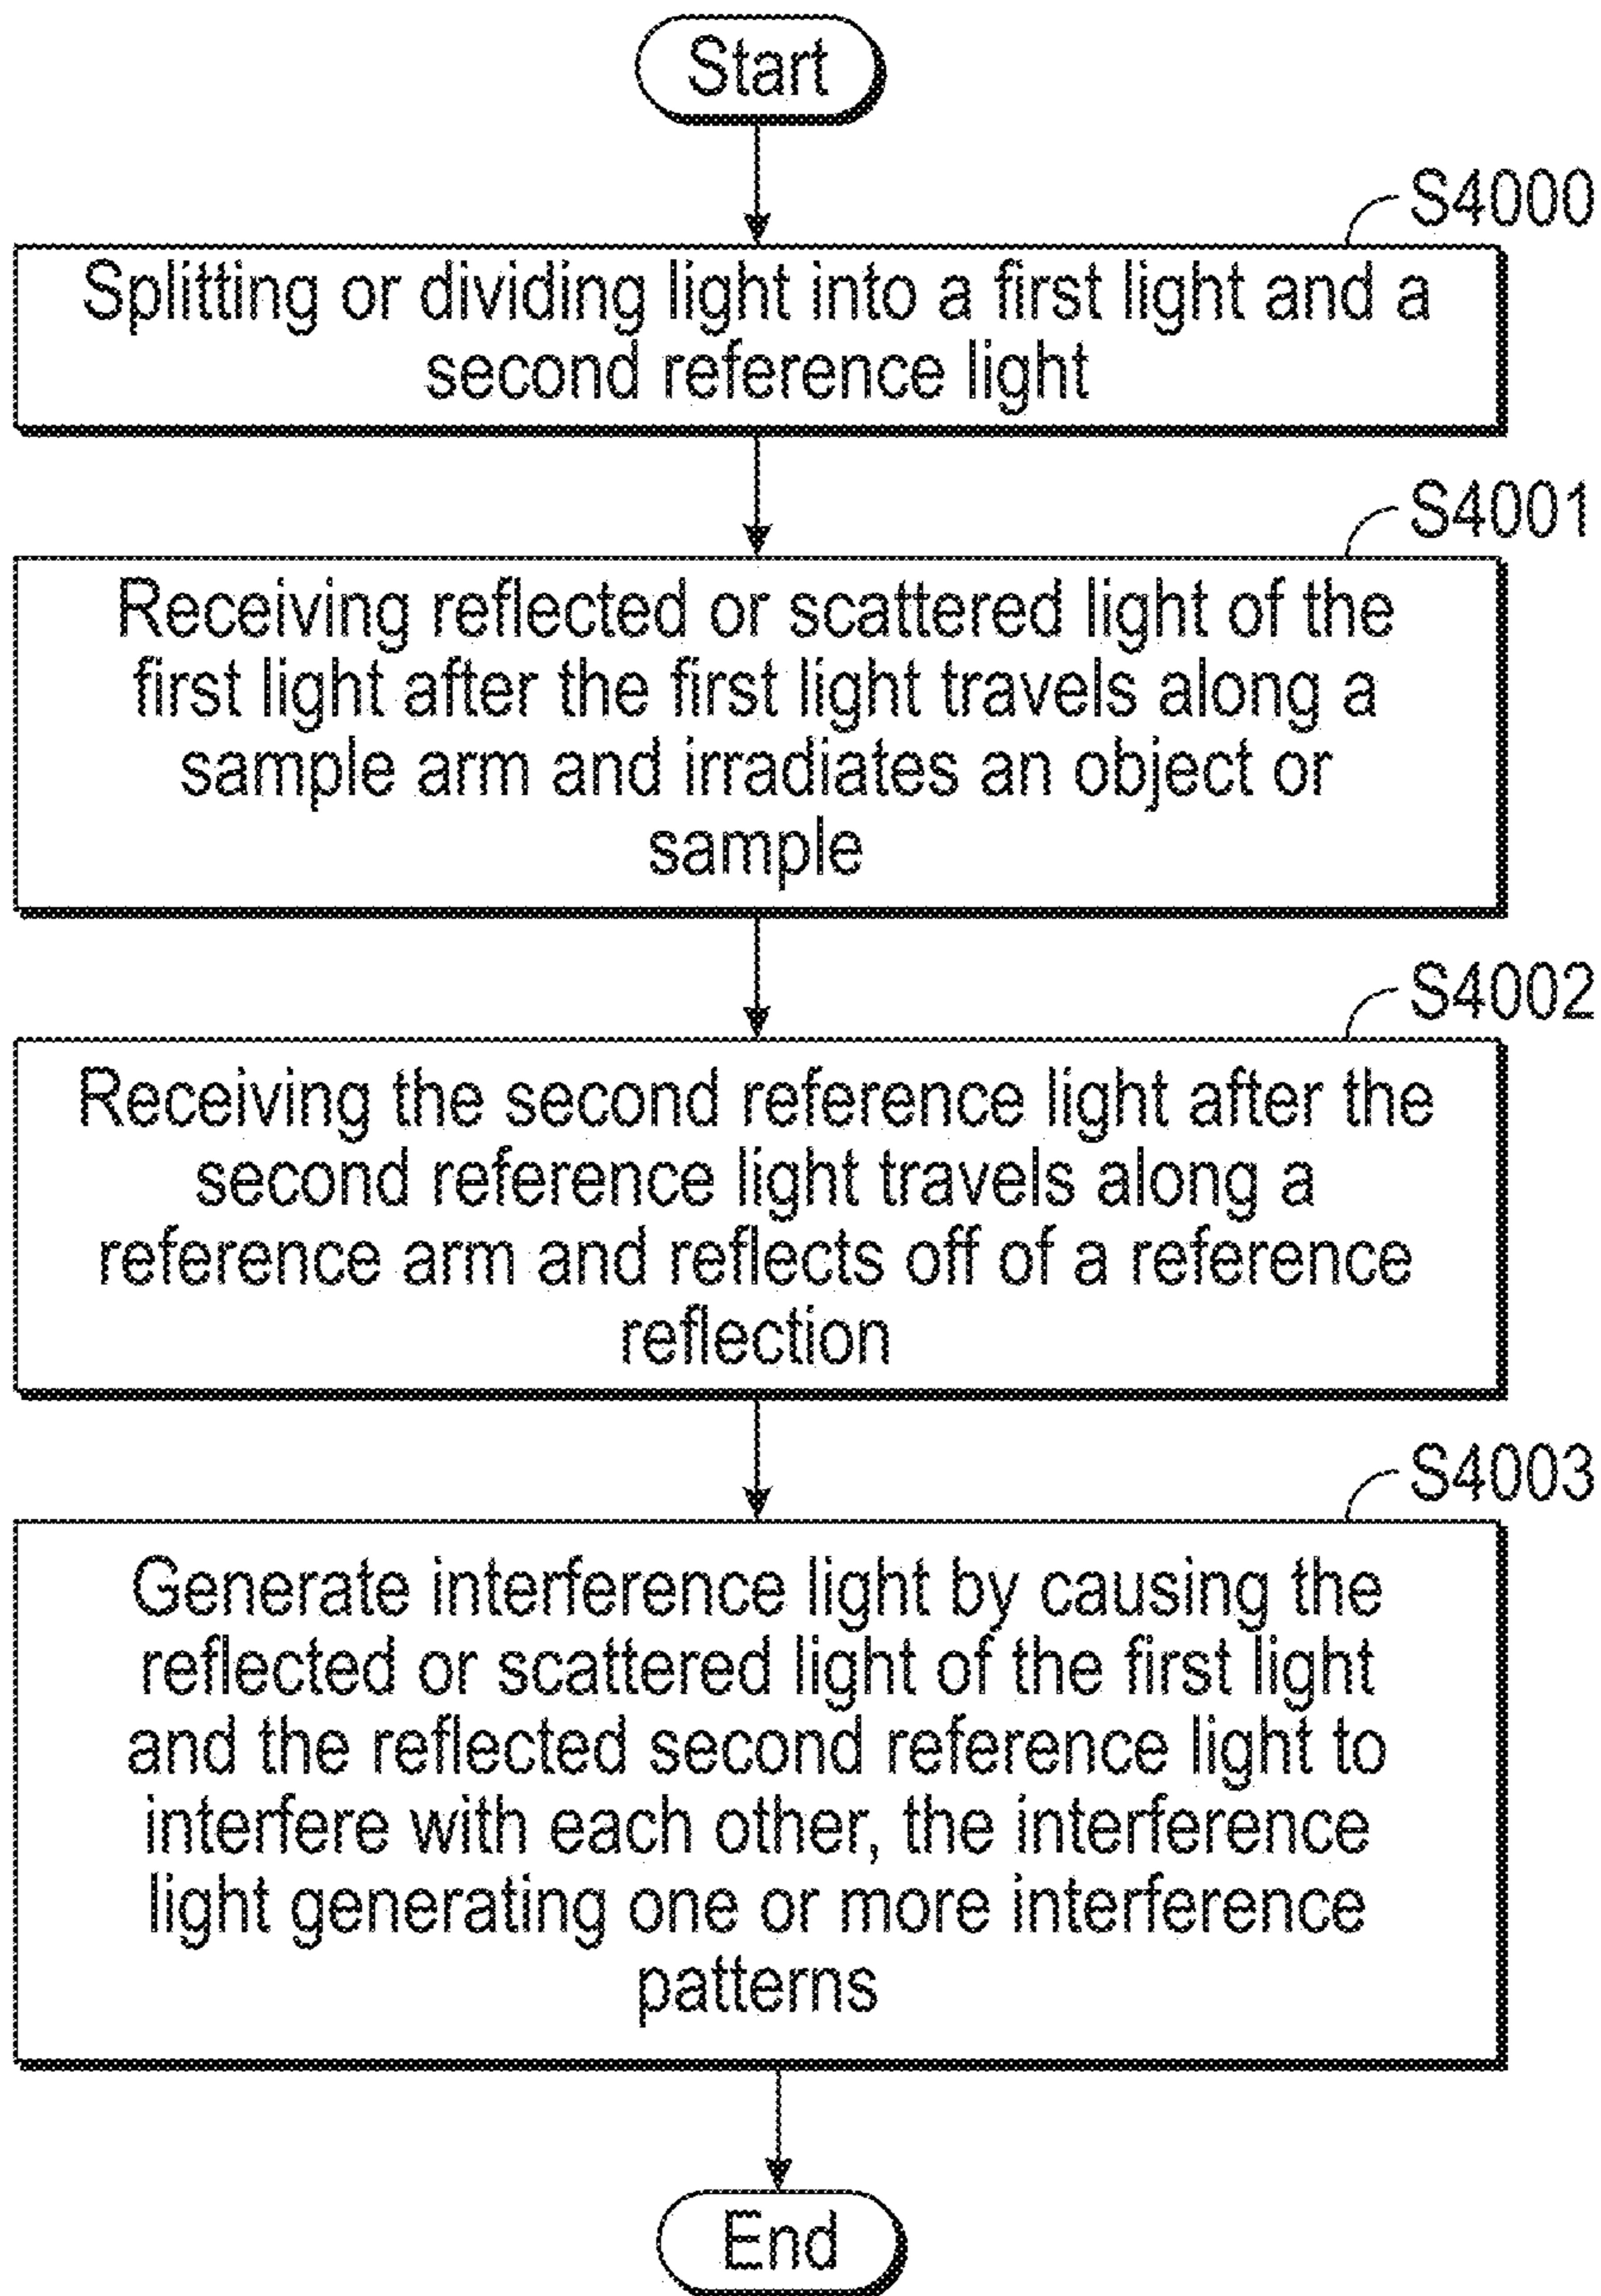 Start
S4000
Splitting or dividing light into a first light and a
second reference light
S4001
Receiving reflected or scattered light of the
first light after the first light travels along a
sample arm and irradiates an object or
sample
S4002
Receiving the second reference light after the
second reference light travels along a
reference arm and reflects off of a reference
reflection
S4003
Generate interference light by causing the
reflected or scattered light of the first light
and the reflected second reference light to
interfere with each other, the interference
light generating one or more interference
patterns
End